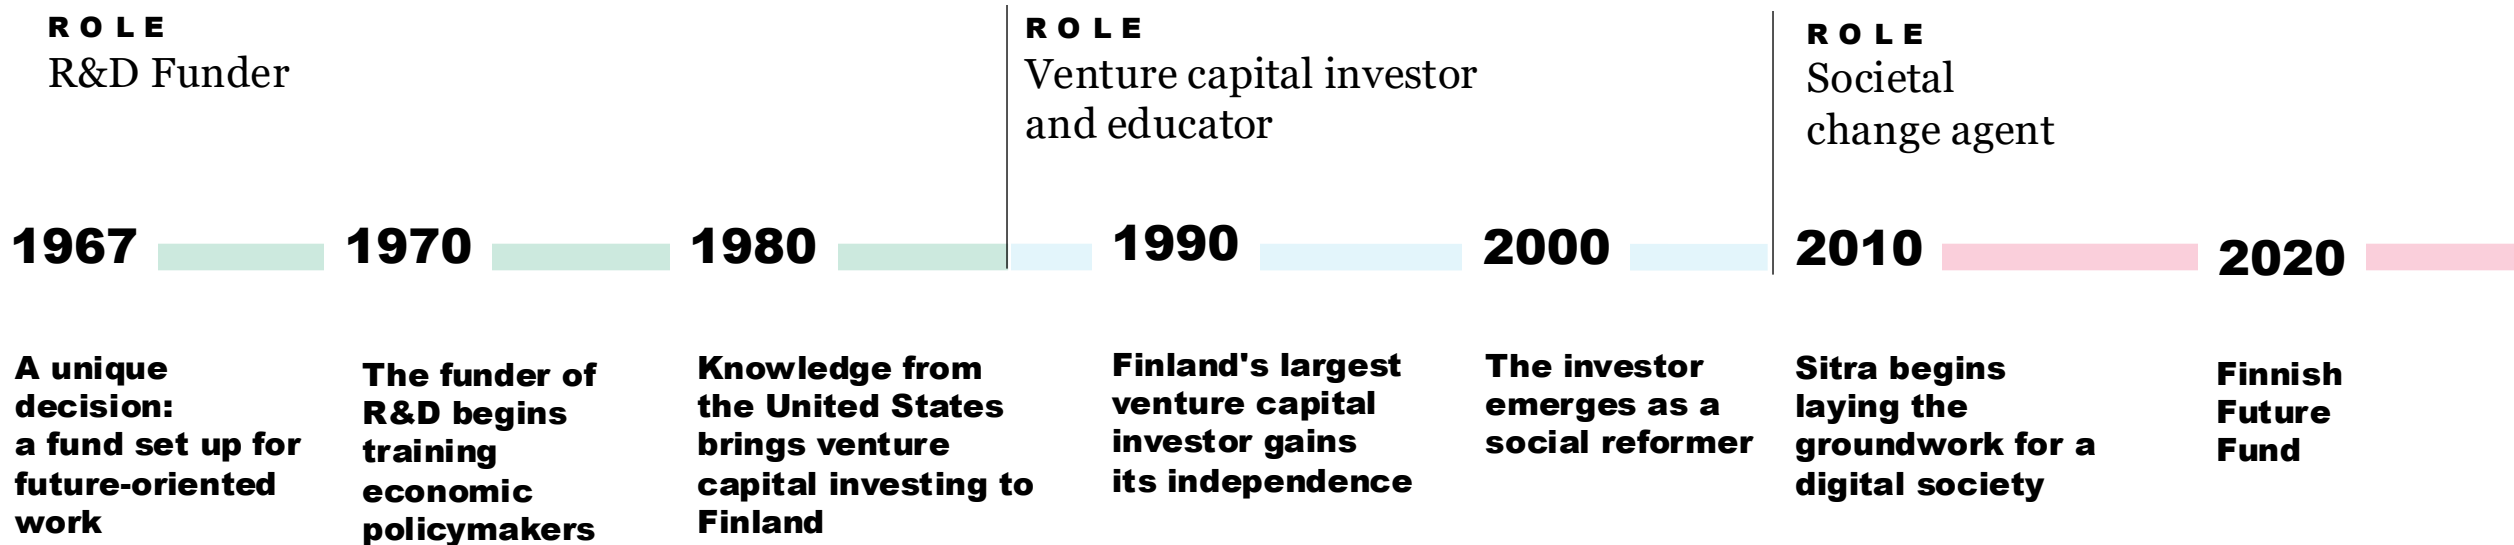 ROLE
R&D Funder
ROLE
Venture capital investor
and educator
ROLE
Societal
change agent
1967
1970
1980
1990
2000
2010
2020
A unique
decision:
a fund set up for
future-oriented
work
The funder of
R&D begins
training
economic
policymakers
Knowledge from
the United States
brings venture
capital investing to
Finland
Finland's largest
venture capital
investor gains
its independence
The investor
emerges as a
social reformer
Sitra begins
laying the
groundwork for a
digital society
Finnish
Future
Fund